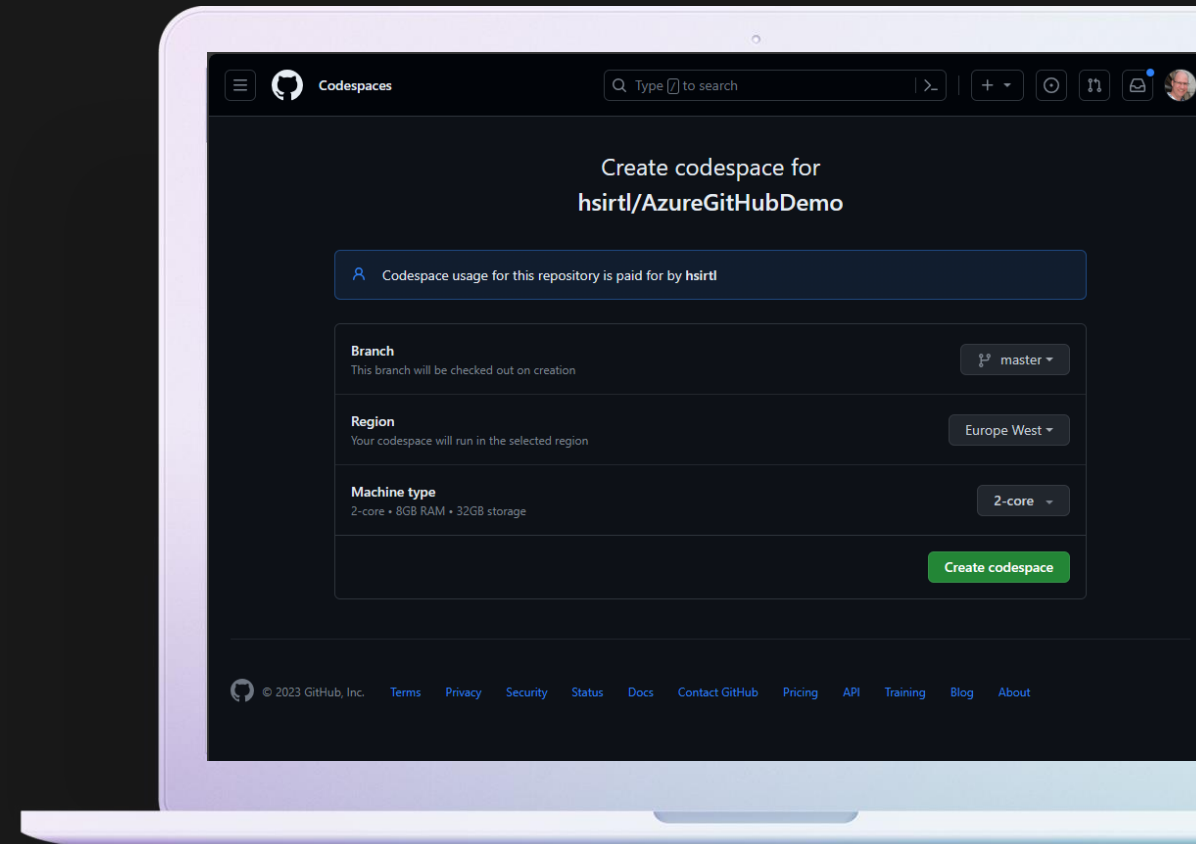 Codespaces
Type / to search
Create codespace for
hsirtl/AzureGitHubDemo
Codespace usage for this repository is paid for by hsirtl
Branch
This branch will be checked out on creation
master
Region
Your codespace will run in the selected region
Europe West
Machine type
2-core • 8GB RAM • 32GB storage
2-core
Create codespace
© 2023 GitHub, Inc. Terms Privacy Security Status Docs Contact GitHub Pricing API Training Blog About